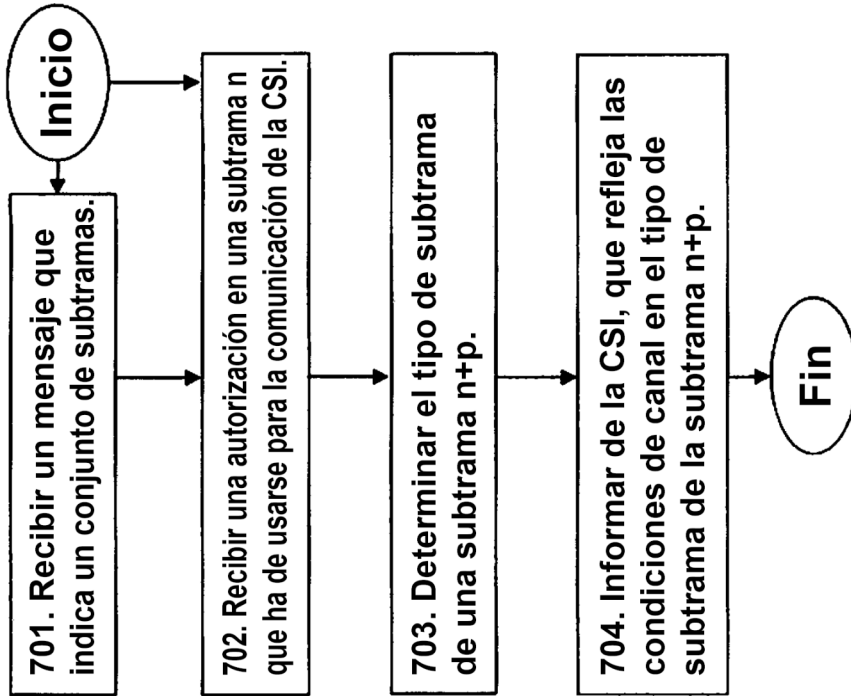 Inicio
701. Recibir un mensaje que
indica un conjunto de subtramas.
702. Recibir una autorización en una subtrama n
que ha de usarse para la comunicación de la CSI.
703. Determinar el tipo de subtrama
de una subtrama n+p.
704. Informar de la CSI, que refleja las
condiciones de canal en el tipo de
subtrama de la subtrama n+p.
Fin